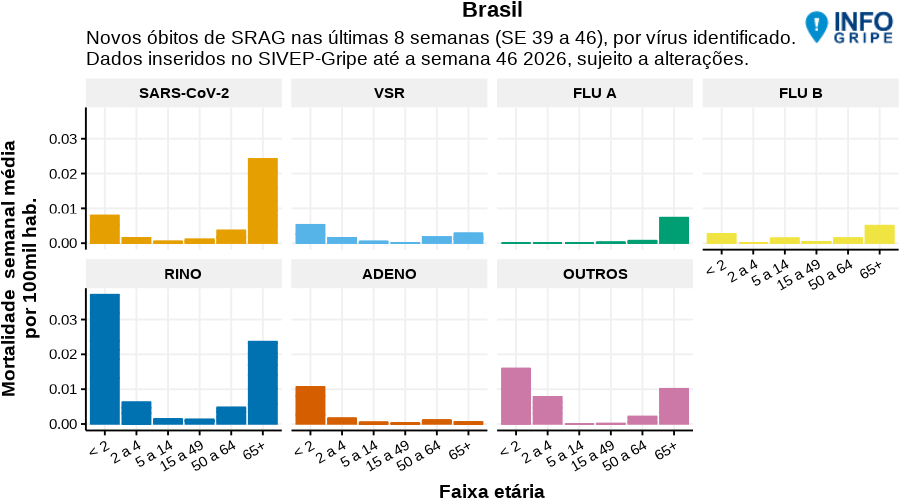 Brasil
INFO
GRIPE
Novos óbitos de SRAG nas últimas 8 semanas (SE 39 a 46), por vírus identificado.
Dados inseridos no SIVEP-Gripe até a semana 46 2026, sujeito a alterações.
SARS-CoV-2
VSR
FLU A
FLU B
0.03
0.02
0.01
0.00
< 2
2 a 4
5 a 14
15 a 49
50 a 64
65+
RINO
ADENO
OUTROS
0.03
0.02
0.01
0.00
< 2
2 a 4
5 a 14
15 a 49
50 a 64
65+
< 2
2 a 4
5 a 14
15 a 49
50 a 64
65+
< 2
2 a 4
5 a 14
15 a 49
50 a 64
65+
Mortalidade semanal média
por 100mil hab.
Faixa etária